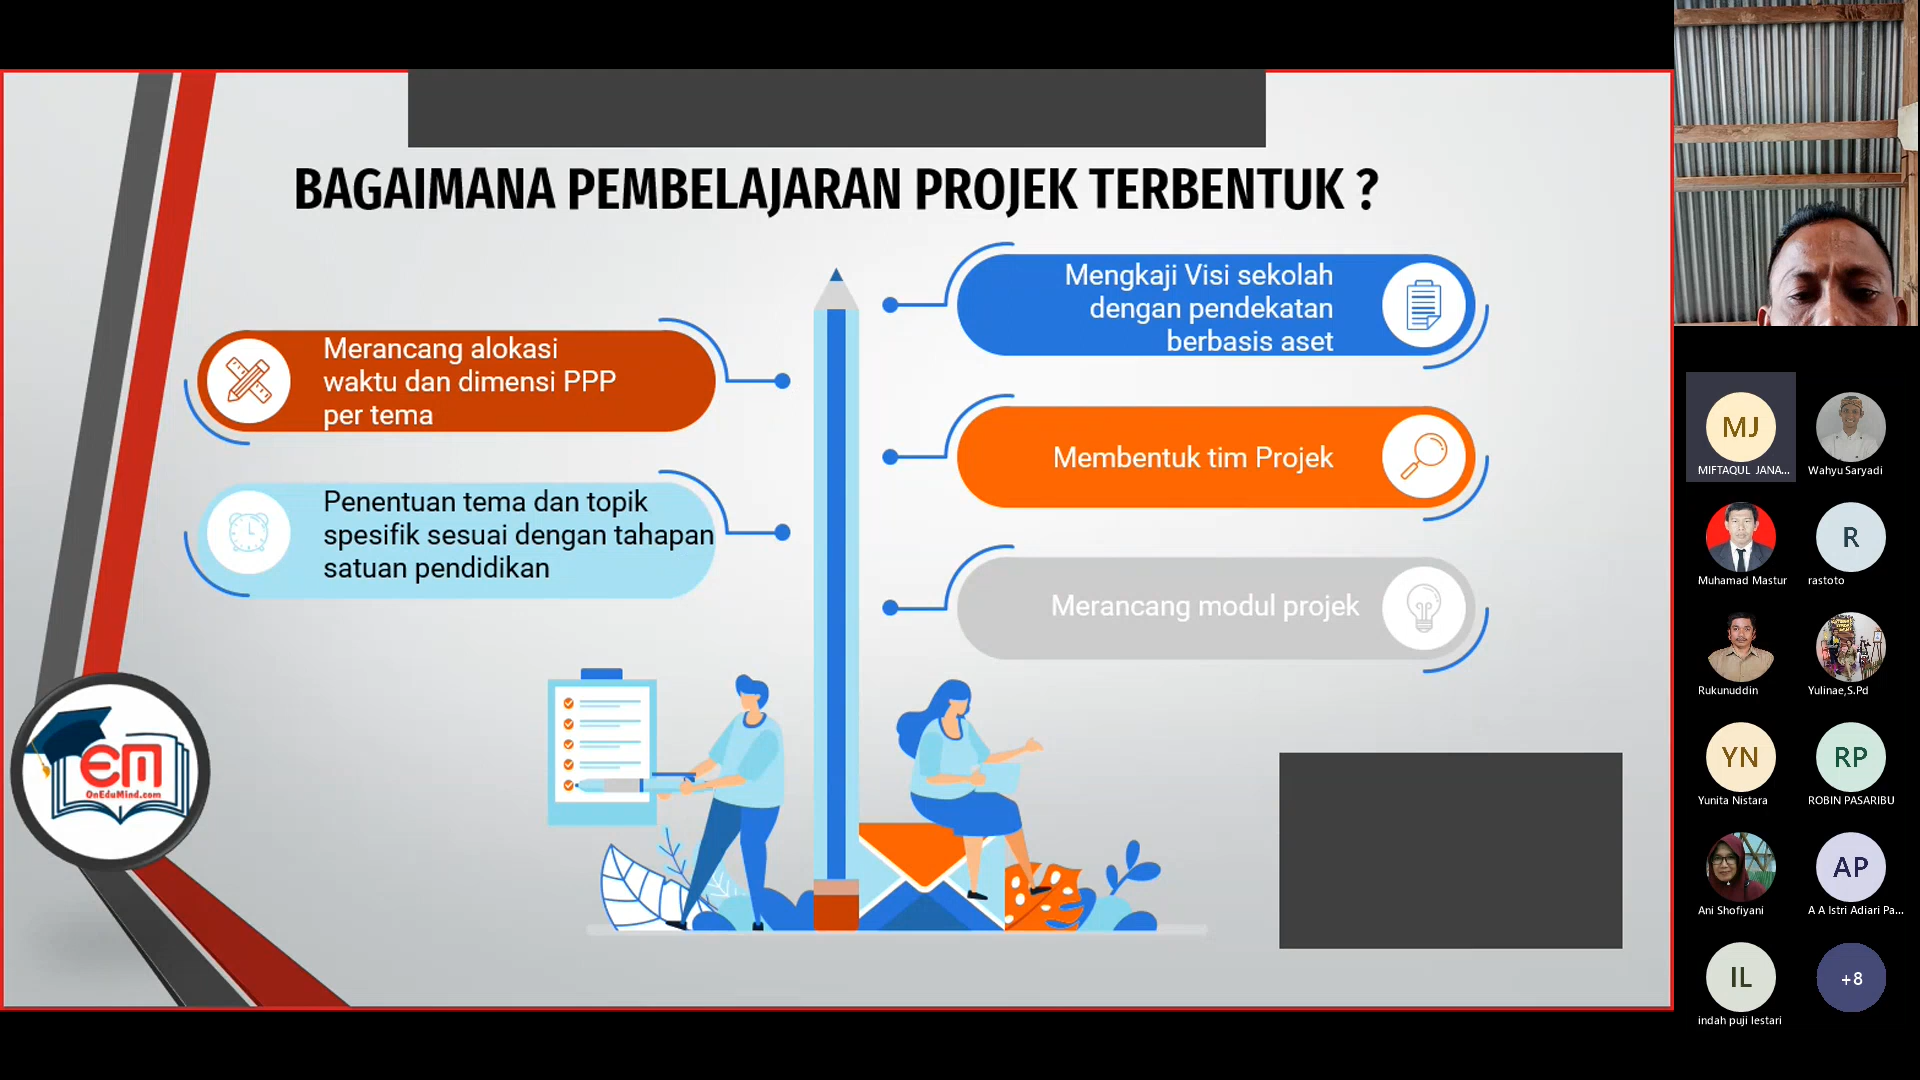 BAGAIMANA PEMBELAJARAN PROJEK TERBENTUK ?
Mengkaji Visi sekolah
dengan pendekatan
berbasis aset
Merancang alokasi
waktu dan dimensi PPP
per tema
Membentuk tim Projek
Penentuan tema dan topik
spesifik sesuai dengan tahapan
satuan pendidikan
Merancang modul projek
EM
OnEduMind.com
MJ
MIFTAQUL JANA...
Wahyu Saryadi
Muhamad Mastur
R
rastoto
Rukunuddin
Yulinae,S.Pd
YN
Yunita Nistara
RP
ROBIN PASARIBU
Ani Shofiyani
AP
A A Istri Adiari Pa...
IL
indah puji lestari
+8